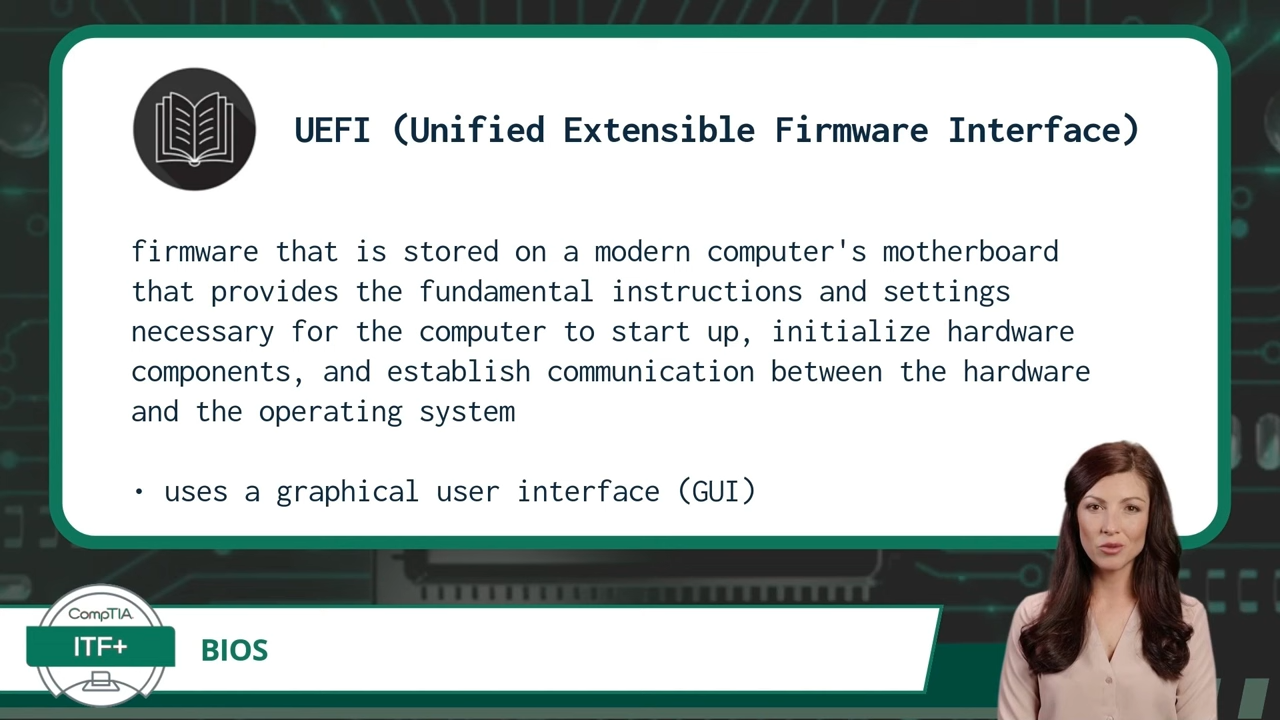 UEFI (Unified Extensible Firmware Interface)
firmware that is stored on a modern computer's motherboard
that provides the fundamental instructions and settings
necessary for the computer to start up, initialize hardware
components, and establish communication between the hardware
and the operating system
• uses a graphical user interface (GUI)
CompTIA.
ITF+
BIOS